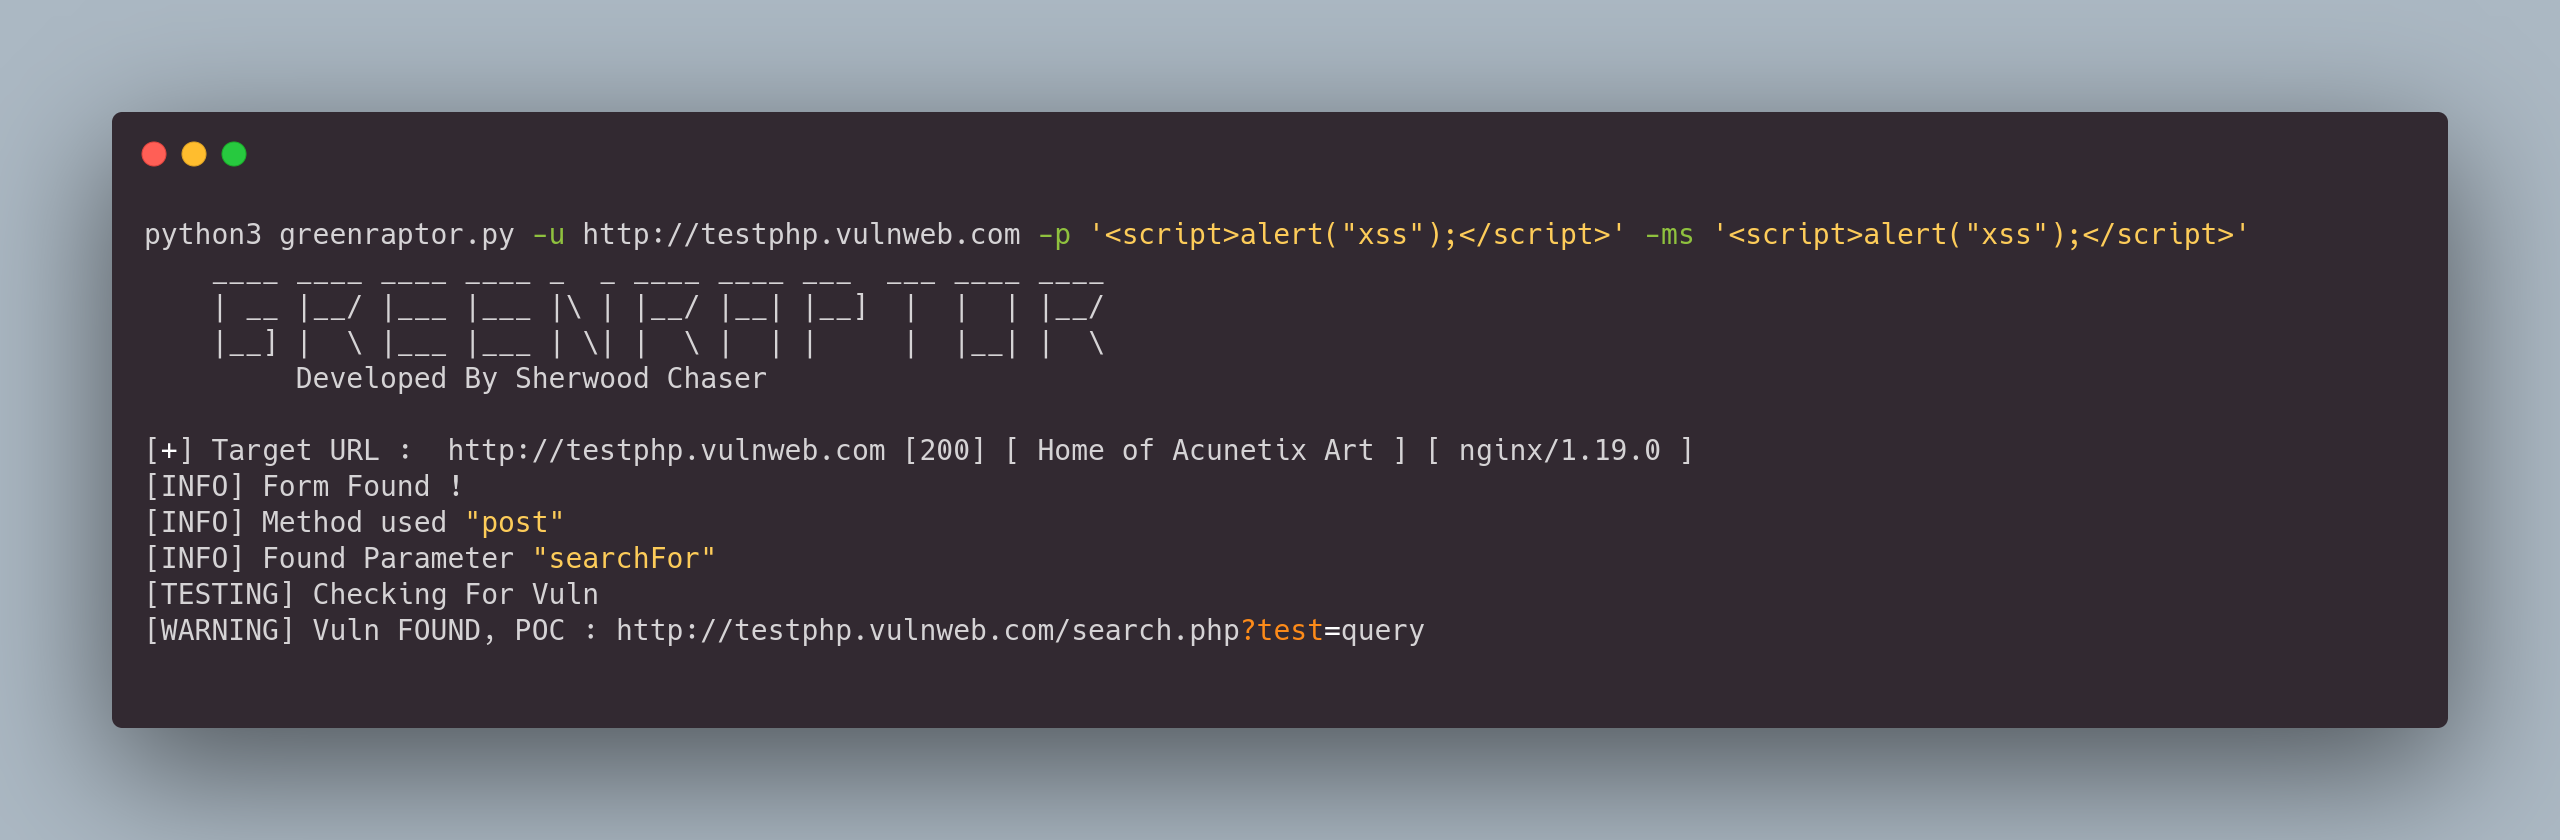 python3 greenraptor.py -u http://testphp.vulnweb.com -p '<script>alert("xss");</script>' -ms '<script>alert("xss");</script>'
    ____ ____ ____ ____ _  _ ____ ____ ___  ___ ____ ____
    | __ |__/ |___ |___ |\ | |__/ |__| |__]  |  |  | |__/
    |__] |  \ |___ |___ | \| |  \ |  | |     |  |__| |  \
         Developed By Sherwood Chaser
[+] Target URL :  http://testphp.vulnweb.com [200] [ Home of Acunetix Art ] [ nginx/1.19.0 ]
[INFO] Form Found !
[INFO] Method used "post"
[INFO] Found Parameter "searchFor"
[TESTING] Checking For Vuln
[WARNING] Vuln FOUND, POC : http://testphp.vulnweb.com/search.php?test=query